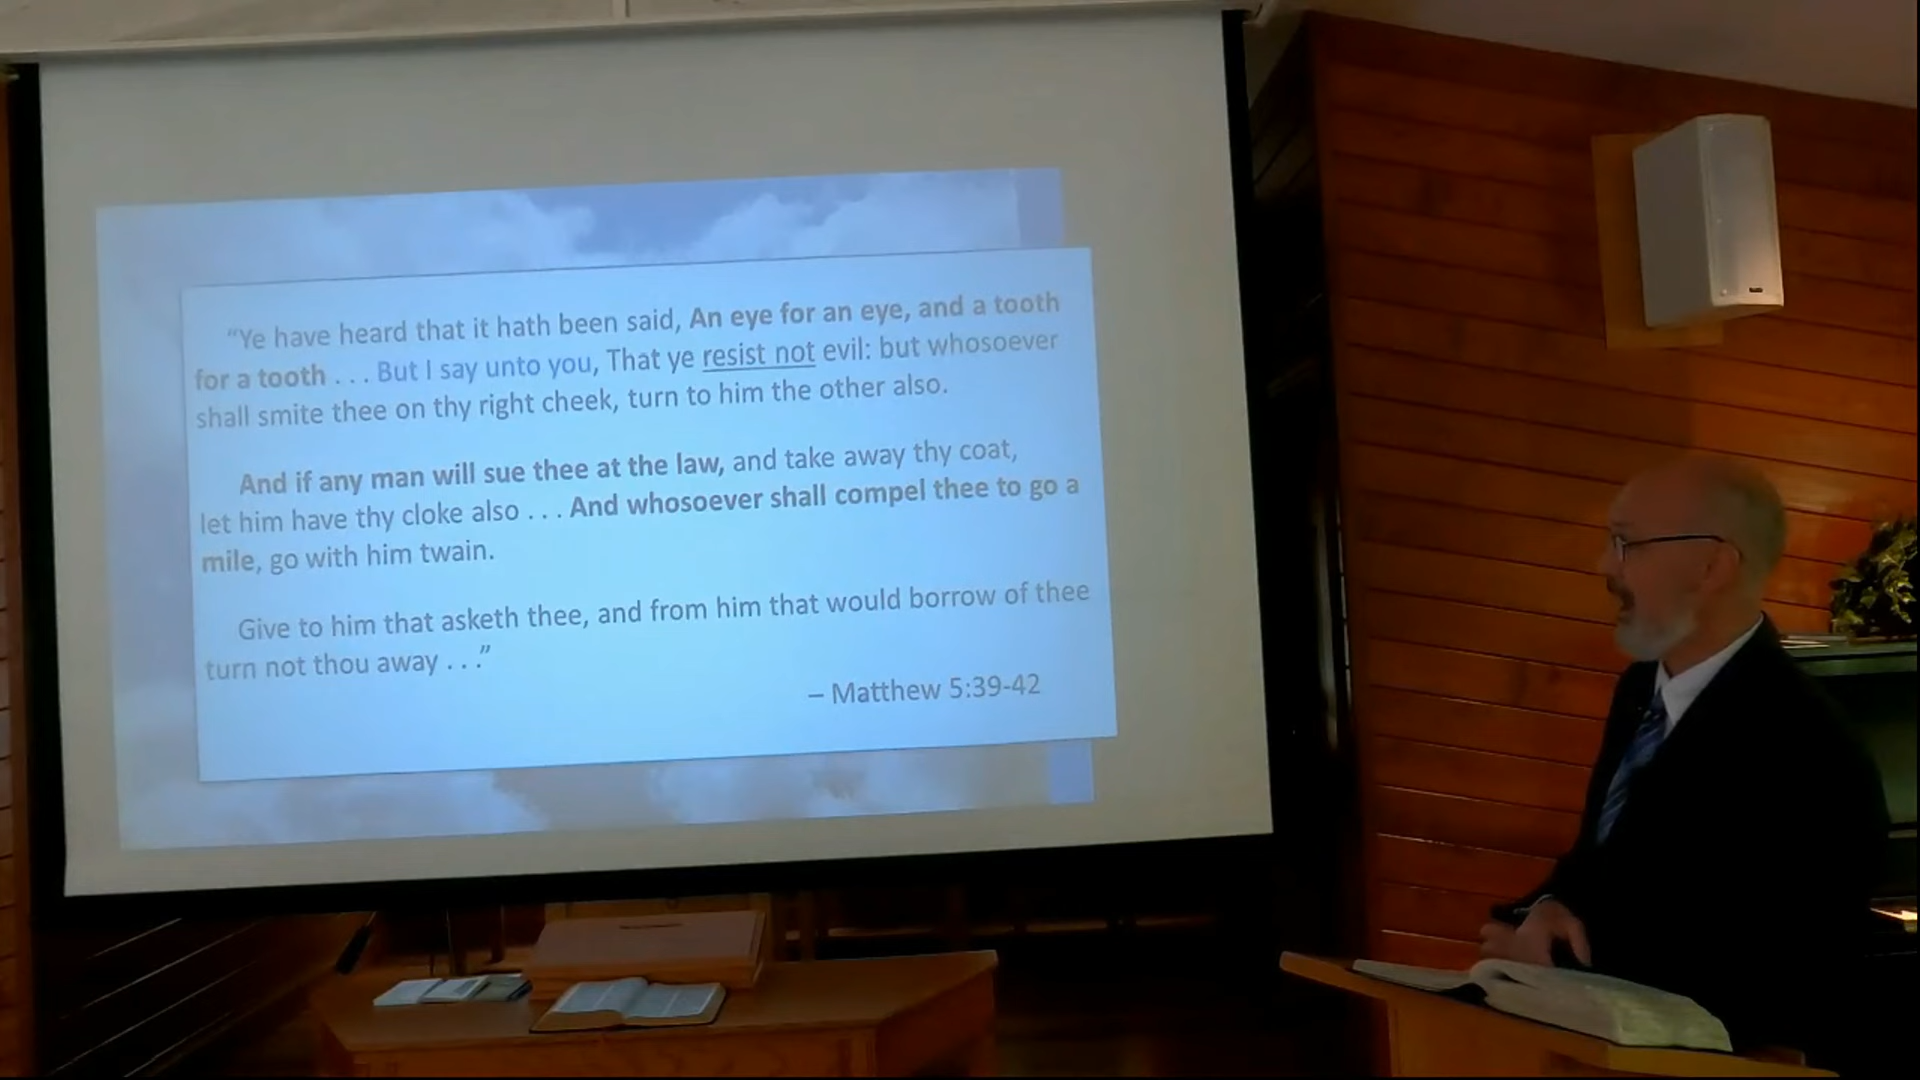 “Ye have heard that it hath been said, An eye for an eye, and a tooth
for a tooth . . . But I say unto you, That ye resist not evil: but whosoever
shall smite thee on thy right cheek, turn to him the other also.
And if any man will sue thee at the law, and take away thy coat,
let him have thy cloke also . . . And whosoever shall compel thee to go a
mile, go with him twain.
Give to him that asketh thee, and from him that would borrow of thee
turn not thou away . . .”
– Matthew 5:39-42